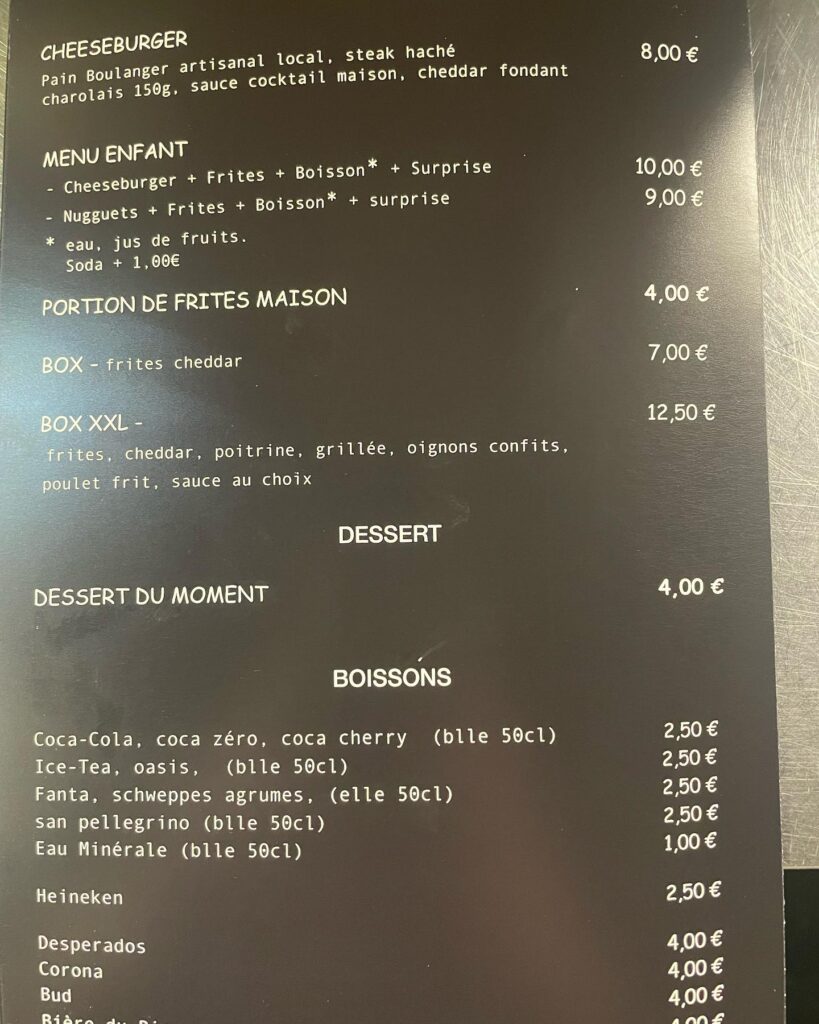 CHEESEBURGER 8,00 €
Pain Boulanger artisanal local, steak haché
charolais 150g, sauce cocktail maison, cheddar fondant
MENU ENFANT
- Cheeseburger + Frites + Boisson* + Surprise 10,00 €
- Nugguets + Frites + Boisson* + surprise 9,00 €
* eau, jus de fruits.
Soda + 1,00€
PORTION DE FRITES MAISON 4,00 €
BOX - frites cheddar 7,00 €
BOX XXL - 12,50 €
frites, cheddar, poitrine, grillée, oignons confits,
poulet frit, sauce au choix
DESSERT
DESSERT DU MOMENT 4,00 €
BOISSONS
Coca-Cola, coca zéro, coca cherry (blle 50cl) 2,50 €
Ice-Tea, oasis, (blle 50cl) 2,50 €
Fanta, schweppes agrumes, (elle 50cl) 2,50 €
san pellegrino (blle 50cl) 2,50 €
Eau Minérale (blle 50cl) 1,00 €
Heineken 2,50 €
Desperados 4,00 €
Corona 4,00 €
Bud 4,00 €
Bière du 4,00 €